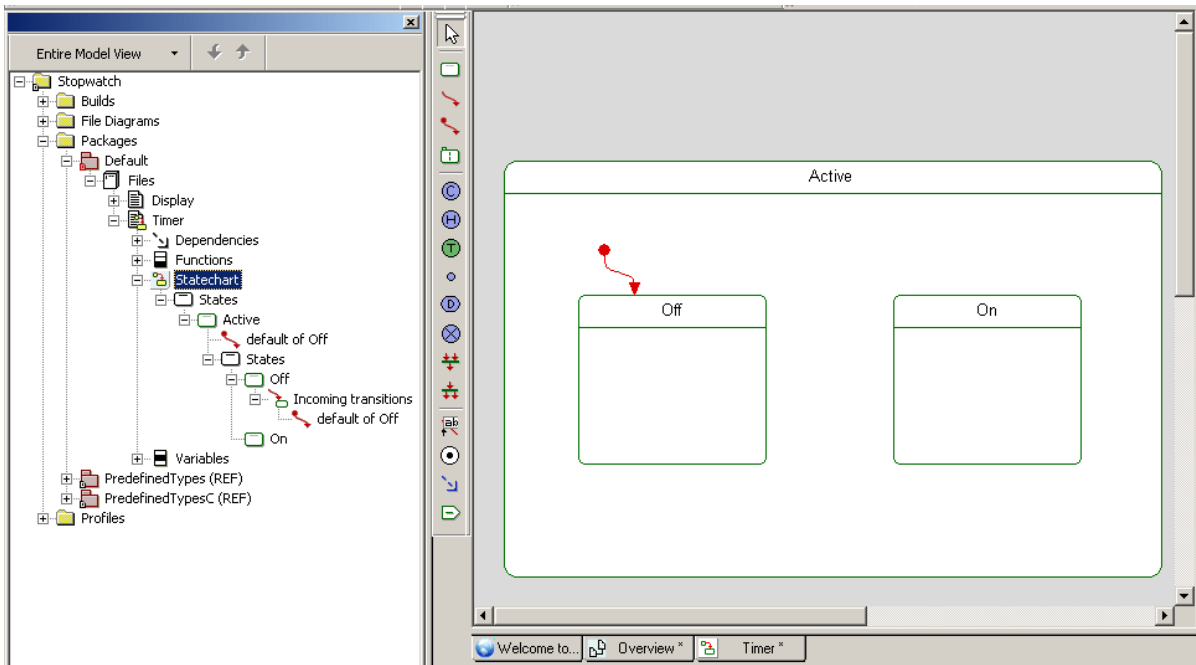 Entire Model View
Stopwatch
Builds
File Diagrams
Packages
Default
Files
Display
Timer
Dependencies
Functions
Statechart
States
Active
default of Off
States
Off
Incoming transitions
default of Off
On
Variables
PredefinedTypes (REF)
PredefinedTypesC (REF)
Profiles
C
H
T
D
ab
Active
Off
On
Welcome to...
Overview *
Timer *